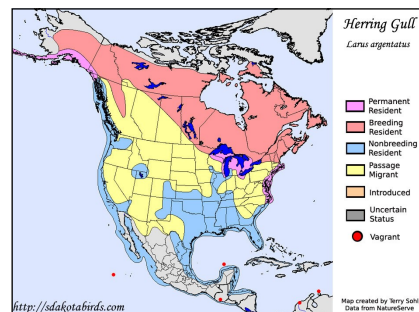 Herring Gull
Larus argentatus
Permanent
Resident
Breeding
Resident
Nonbreeding
Resident
Passage
Migrant
Introduced
Uncertain
Status
Vagrant
http://sdakotabirds.com
Map created by Terry Sohl
Data from NatureServe